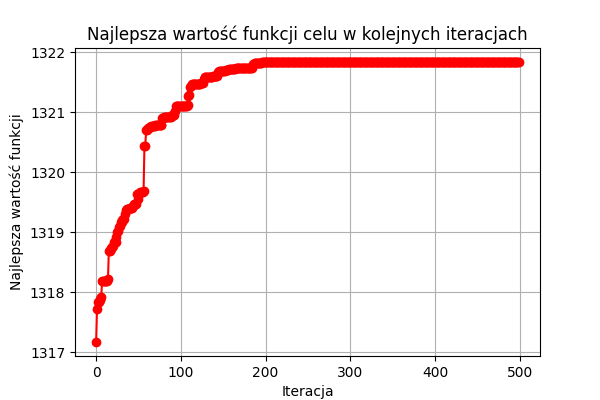 Najlepsza wartość funkcji celu w kolejnych iteracjach
1322
1321
1320
1319
1318
1317
Najlepsza wartość funkcji
0 100 200 300 400 500
Iteracja